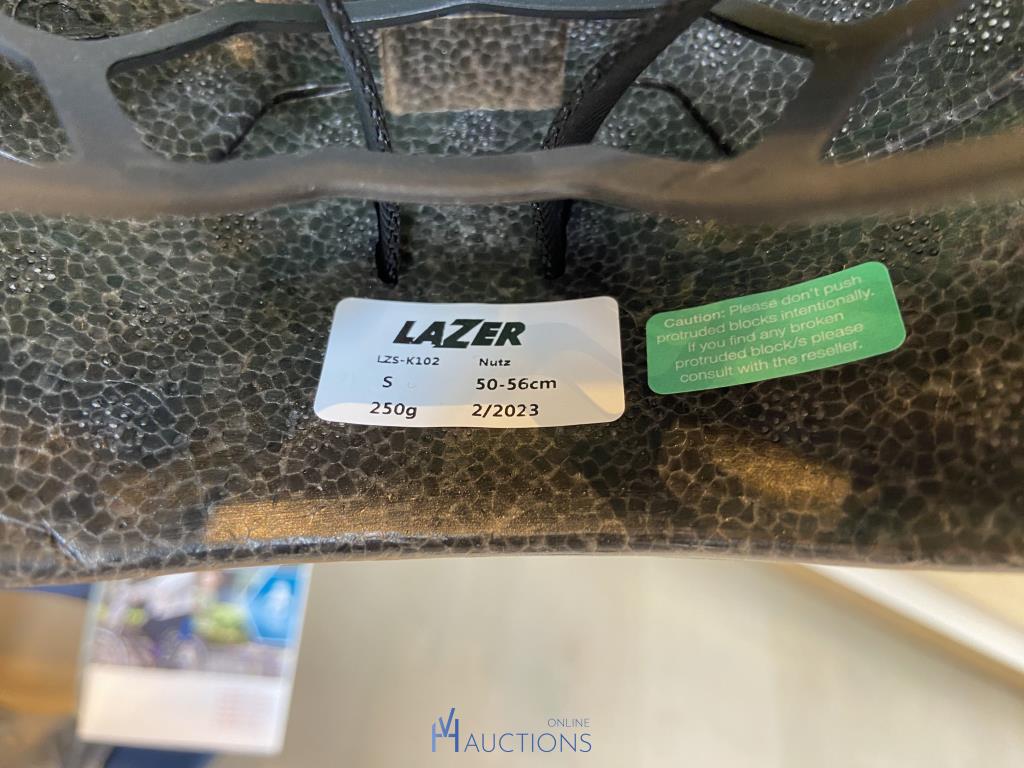 LAZER
LZS-K102 Nutz
S 50-56cm
250g 2/2023
Caution: Please don't push
protruded blocks intentionally.
If you find any broken
protruded block/s please
consult with the reseller.
VH ONLINE
AUCTIONS